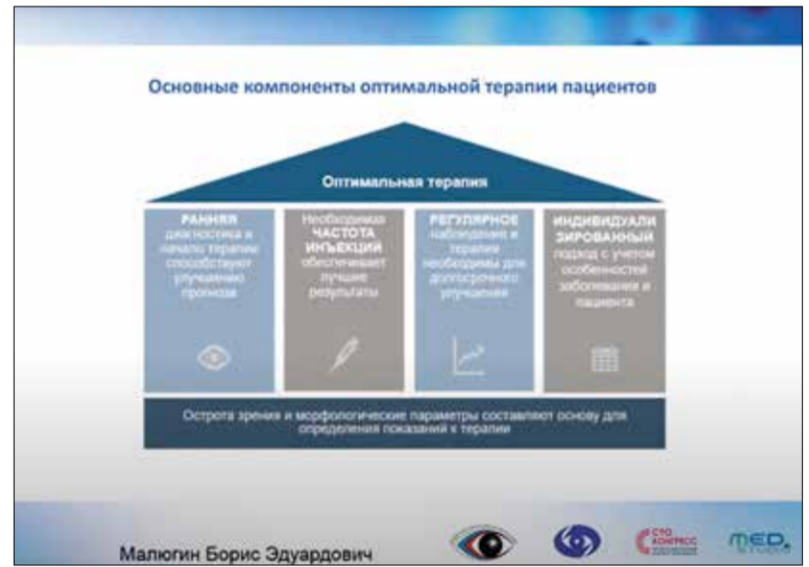 Основные компоненты оптимальной терапии пациентов
Оптимальная терапия
РАННЯЯ
диагностика и
начало терапии
способствуют
улучшению
прогноза
Необходимая
ЧАСТОТА
ИНЪЕКЦИЙ
обеспечивает
лучшие
результаты
РЕГУЛЯРНОЕ
наблюдение и
терапия
необходимы для
долгосрочного
улучшения
ИНДИВИДУАЛИ
ЗИРОВАННЫЙ
подход с учетом
особенностей
заболевания и
пациента
Острота зрения и морфологические параметры составляют основу для
определения показаний к терапии
Малюгин Борис Эдуардович
СТО
КОНГРЕСС
MED.
STUDIO